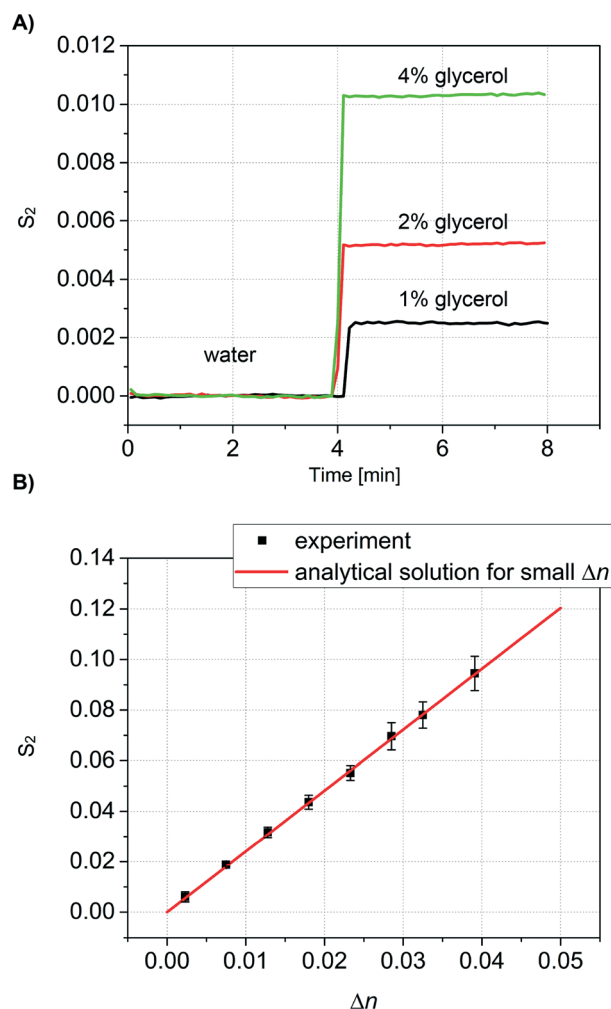 A)
0.012
0.010
0.008
0.006
0.004
0.002
0.000
S₂
4% glycerol
2% glycerol
1% glycerol
water
0 2 4 6 8
Time [min]
B)
experiment
analytical solution for small Δn
0.14
0.12
0.10
0.08
0.06
0.04
0.02
0.00
S₂
0.00 0.01 0.02 0.03 0.04 0.05
Δn